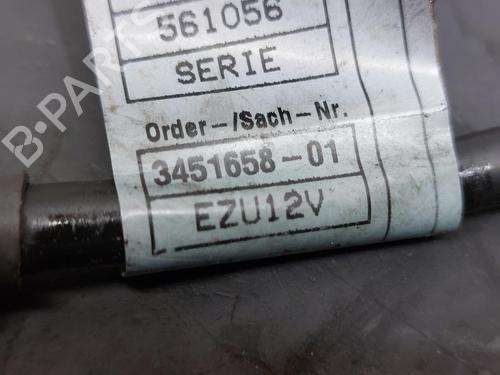 561056
SERIE
Order-/Sach-Nr.
3451658-01
EZU12V
B-PARTS